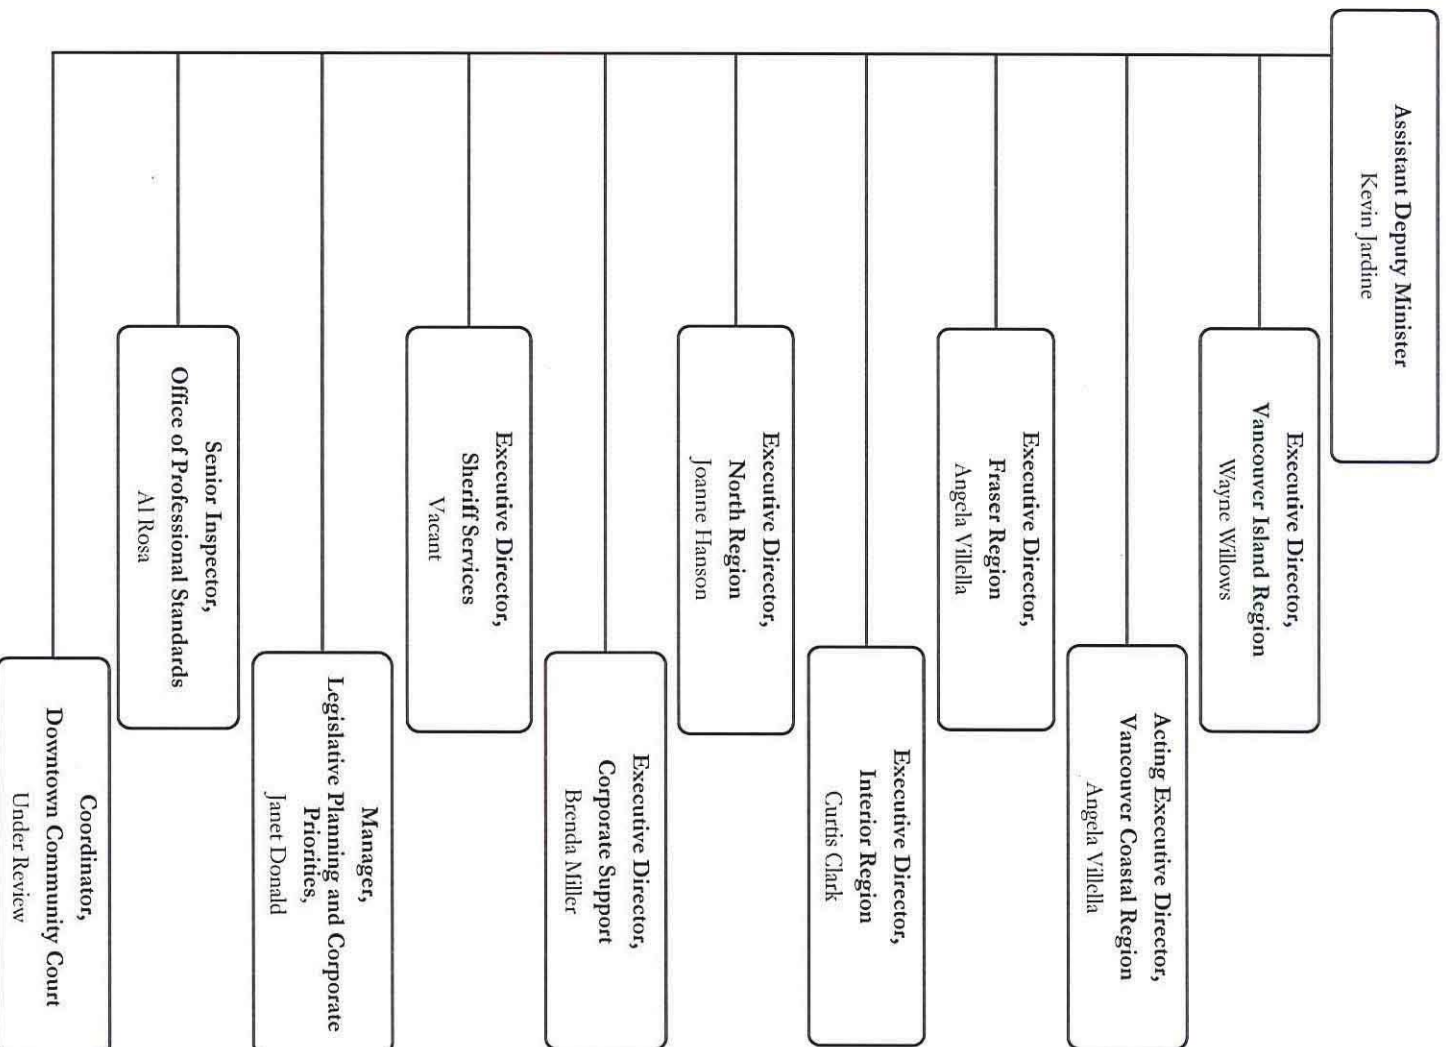 Assistant Deputy Minister
Kevin Jardine
Executive Director,
Vancouver Island Region
Wayne Willows
Acting Executive Director,
Vancouver Coastal Region
Angela Villella
Executive Director,
Fraser Region
Angela Villella
Executive Director,
Interior Region
Curtis Clark
Executive Director,
North Region
Joanne Hanson
Executive Director,
Corporate Support
Brenda Miller
Executive Director,
Sheriff Services
Vacant
Manager,
Legislative Planning and Corporate
Priorities,
Janet Donald
Senior Inspector,
Office of Professional Standards
Al Rosa
Coordinator,
Downtown Community Court
Under Review